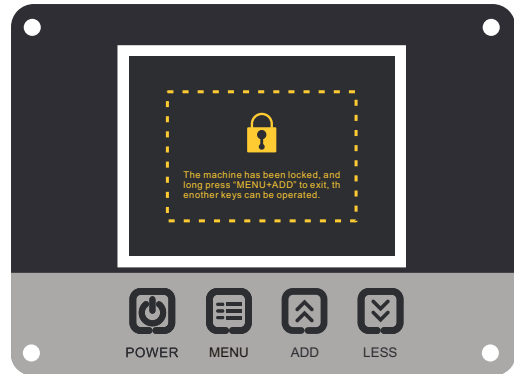 The machine has been locked, and
long press “MENU+ADD” to exit, th
enother keys can be operated.
POWER MENU ADD LESS